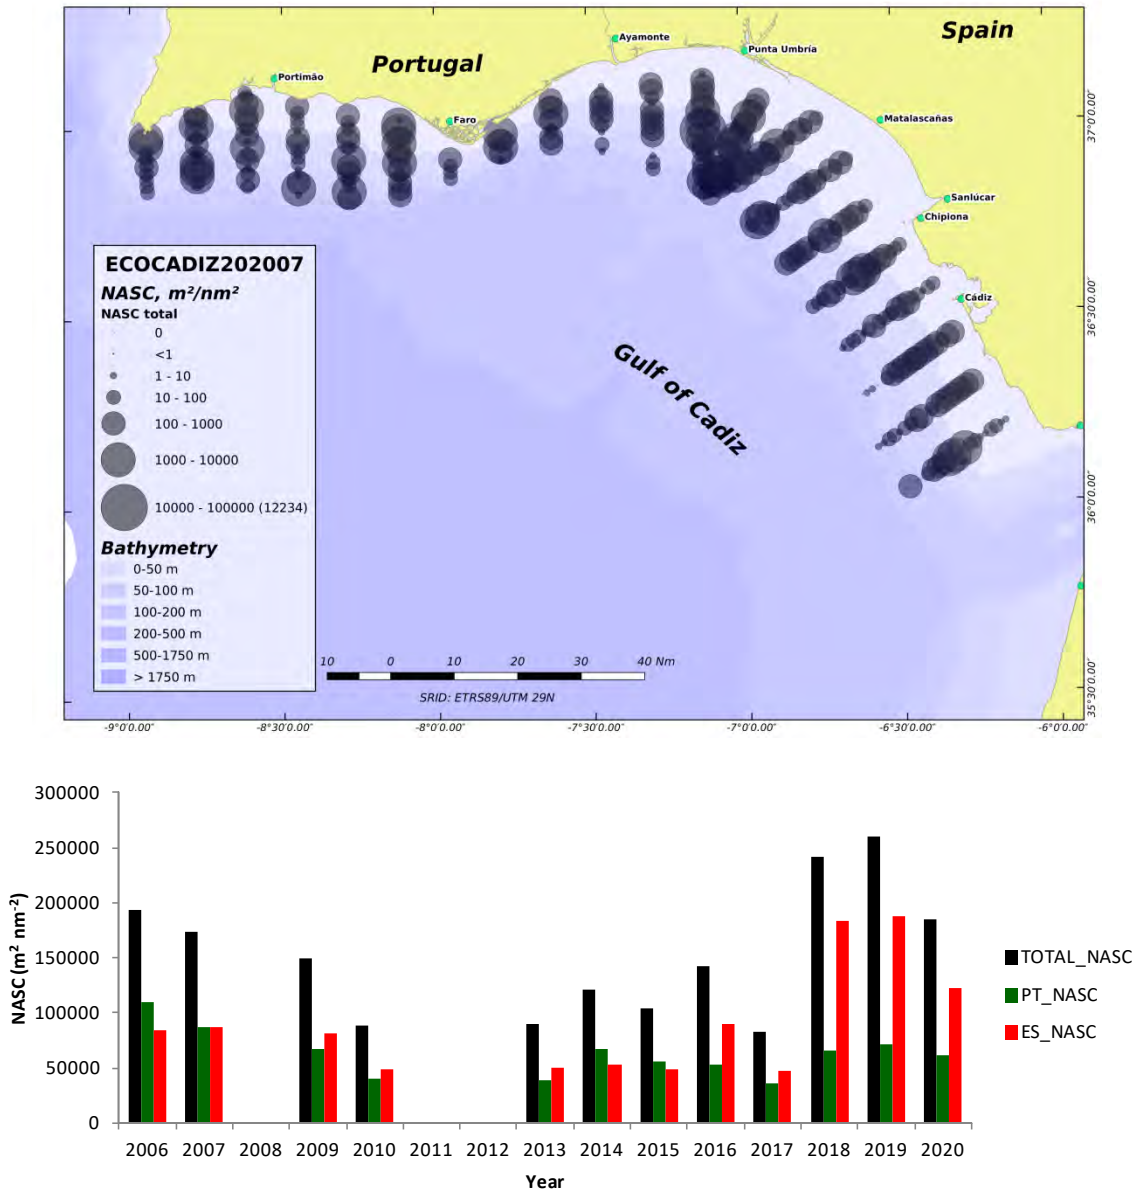 Spain
Portugal
Ayamonte
Punta Umbría
Portimão
Faro
Matalascañas
Sanlúcar
Chipiona
Cádiz
Gulf of Cadiz
ECOCADIZ202007
NASC, m²/nm²
NASC total
0
<1
1 - 10
10 - 100
100 - 1000
1000 - 10000
10000 - 100000 (12234)
Bathymetry
0-50 m
50-100 m
100-200 m
200-500 m
500-1750 m
> 1750 m
10 0 10 20 30 40 Nm
SRID: ETRS89/UTM 29N
37°0'0.00"
36°30'0.00"
36°0'0.00"
35°30'0.00"
-9°0'0.00" -8°30'0.00" -8°0'0.00" -7°30'0.00" -7°0'0.00" -6°30'0.00" -6°0'0.00"
NASC (m² nm⁻²)
300000
250000
200000
150000
100000
50000
0
2006 2007 2008 2009 2010 2011 2012 2013 2014 2015 2016 2017 2018 2019 2020
Year
TOTAL_NASC
PT_NASC
ES_NASC